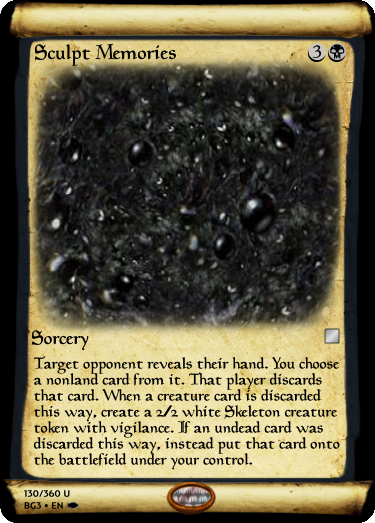 Sculpt Memories 3
Sorcery
Target opponent reveals their hand. You choose
a nonland card from it. That player discards
that card. When a creature card is discarded
this way, create a 2/2 white Skeleton creature
token with vigilance. If an undead card was
discarded this way, instead put that card onto
the battlefield under your control.
130/360 U
BG3 • EN